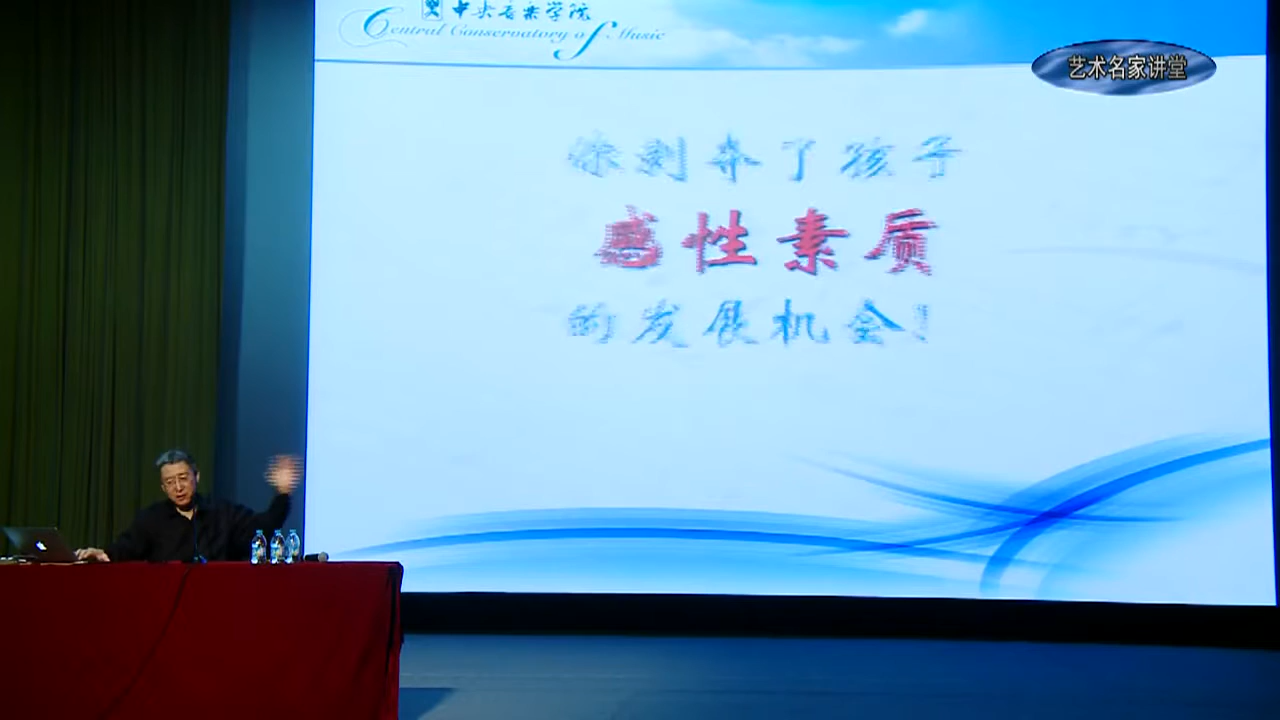 中央音乐学院
Central Conservatory of Music
艺术名家讲堂
你剥夺了孩子
感性素质
的发展机会!